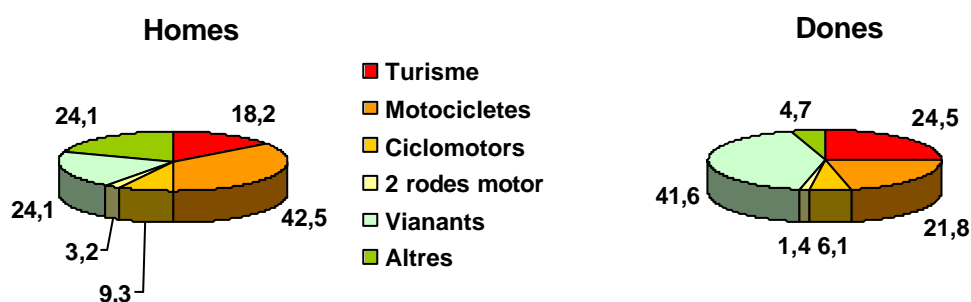 Homes
24,1
18,2
24,1
3,2
9,3
42,5
Turisme
Motocicletes
Ciclomotors
2 rodes motor
Vianants
Altres
Dones
4,7
24,5
41,6
1,4
6,1
21,8